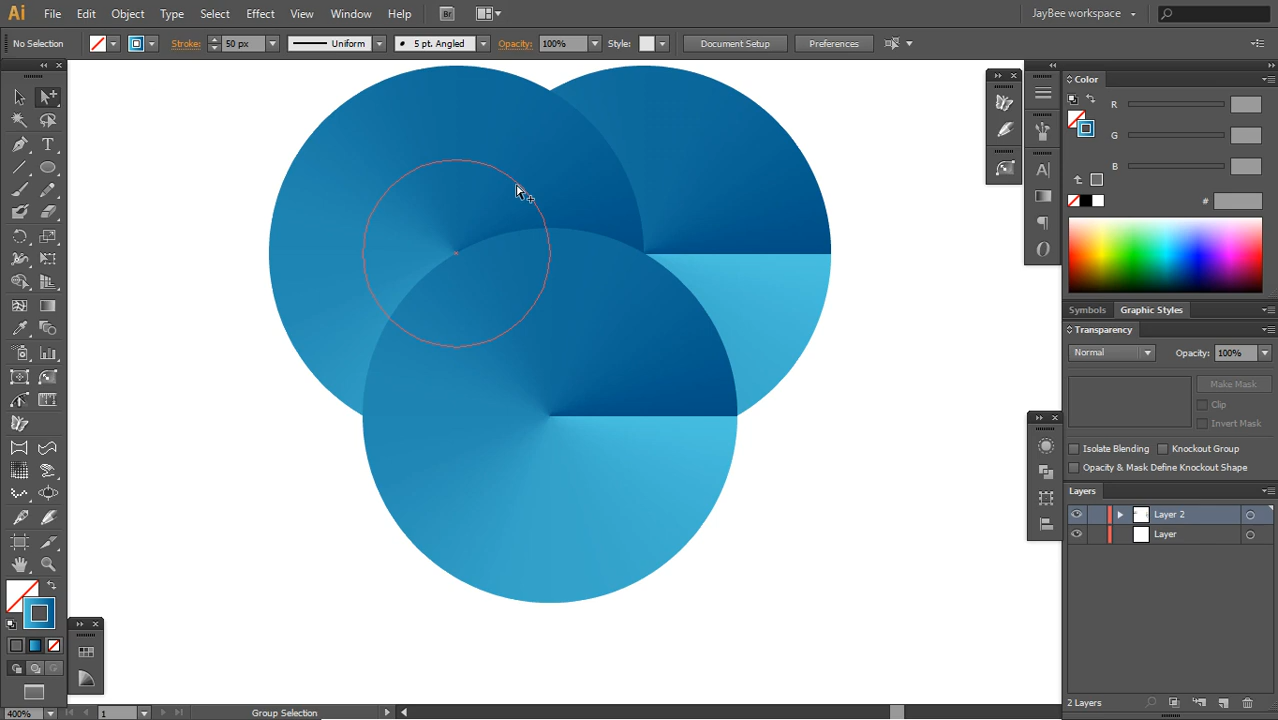 Ai File Edit Object Type Select Effect View Window Help Br JayBee workspace
No Selection Stroke: 50 px Uniform 5 pt. Angled Opacity: 100% Style: Document Setup Preferences
Color
R
G
B
#
Symbols Graphic Styles
Transparency
Normal Opacity: 100%
Make Mask
Clip
Invert Mask
Isolate Blending Knockout Group
Opacity & Mask Define Knockout Shape
Layers
Layer 2
Layer
2 Layers
400% 1 Group Selection